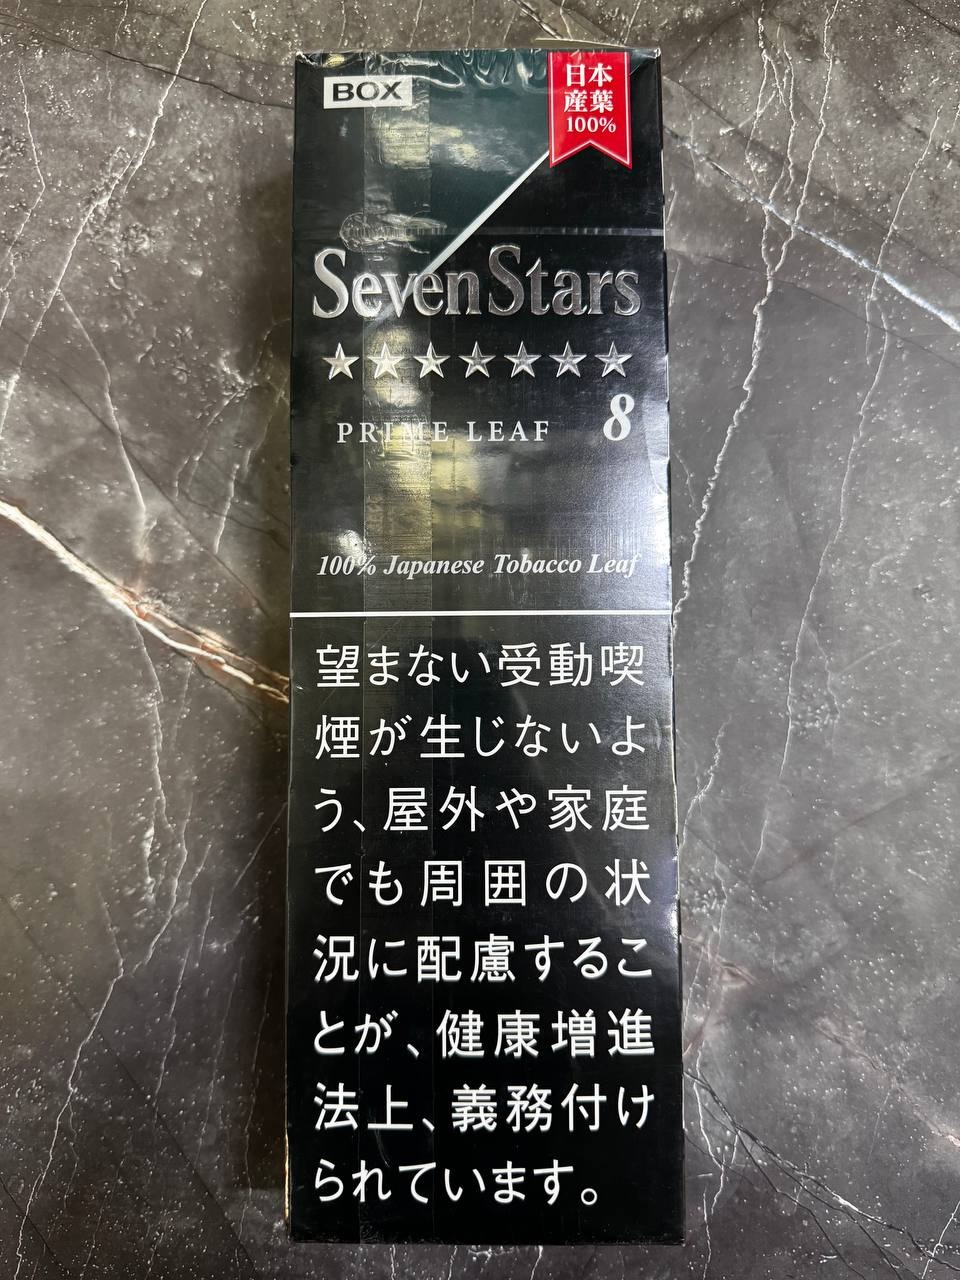 BOX
日本
産葉
100%
Seven Stars
PRIME LEAF 8
100% Japanese Tobacco Leaf
望まない受動喫
煙が生じないよ
う、屋外や家庭
でも周囲の状
況に配慮するこ
とが、健康増進
法上、義務付け
られています。